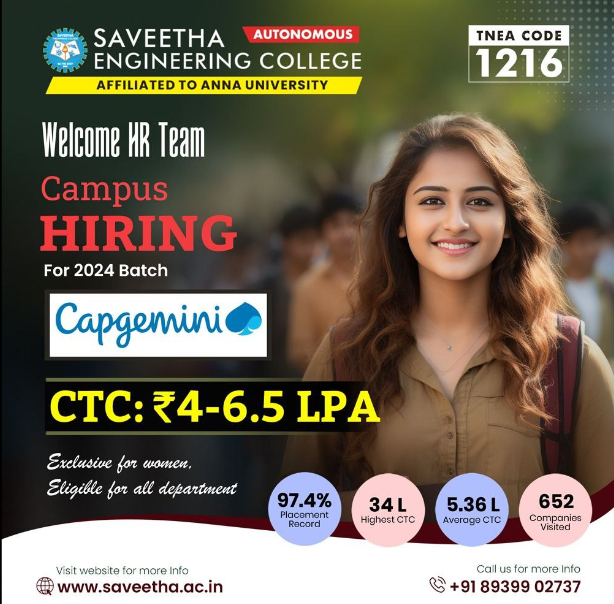 SAVEETHA AUTONOMOUS
ENGINEERING COLLEGE
AFFILIATED TO ANNA UNIVERSITY
TNEA CODE
1216
Welcome HR Team
Campus
HIRING
For 2024 Batch
Capgemini
CTC: ₹4-6.5 LPA
Exclusive for women,
Eligible for all department
97.4%
Placement
Record
34 L
Highest CTC
5.36 L
Average CTC
652
Companies
Visited
Visit website for more Info
www.saveetha.ac.in
Call us for more Info
+91 89399 02737